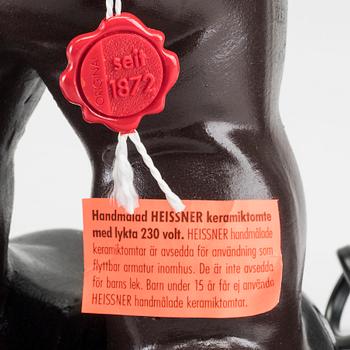 ORIGINAL
seit
1872
Handmålad HEISSNER keramiktomte
med lykta 230 volt. HEISSNER handmålade
keramiktomtar är avsedda för användning som
flyttbar armatur inomhus. De är inte avsedda
för barns lek. Barn under 15 år få ej använda
HEISSNER handmålade keramiktomtar.